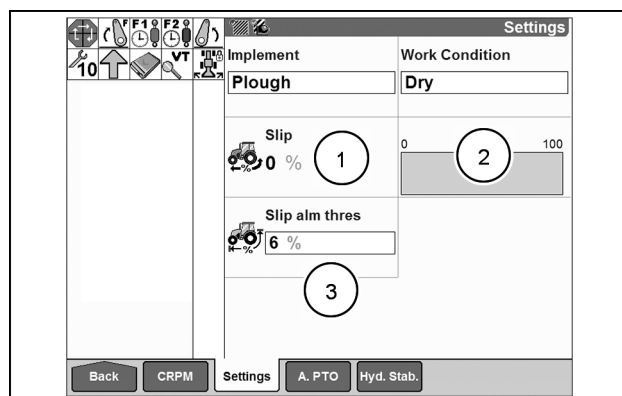 F F1 F2
Settings
10 VT
Implement
Work Condition
Plough
Dry
Slip
0 %
1
0 100
2
Slip alm thres
6 %
%
%
3
Back
CRPM
Settings
A. PTO
Hyd. Stab.